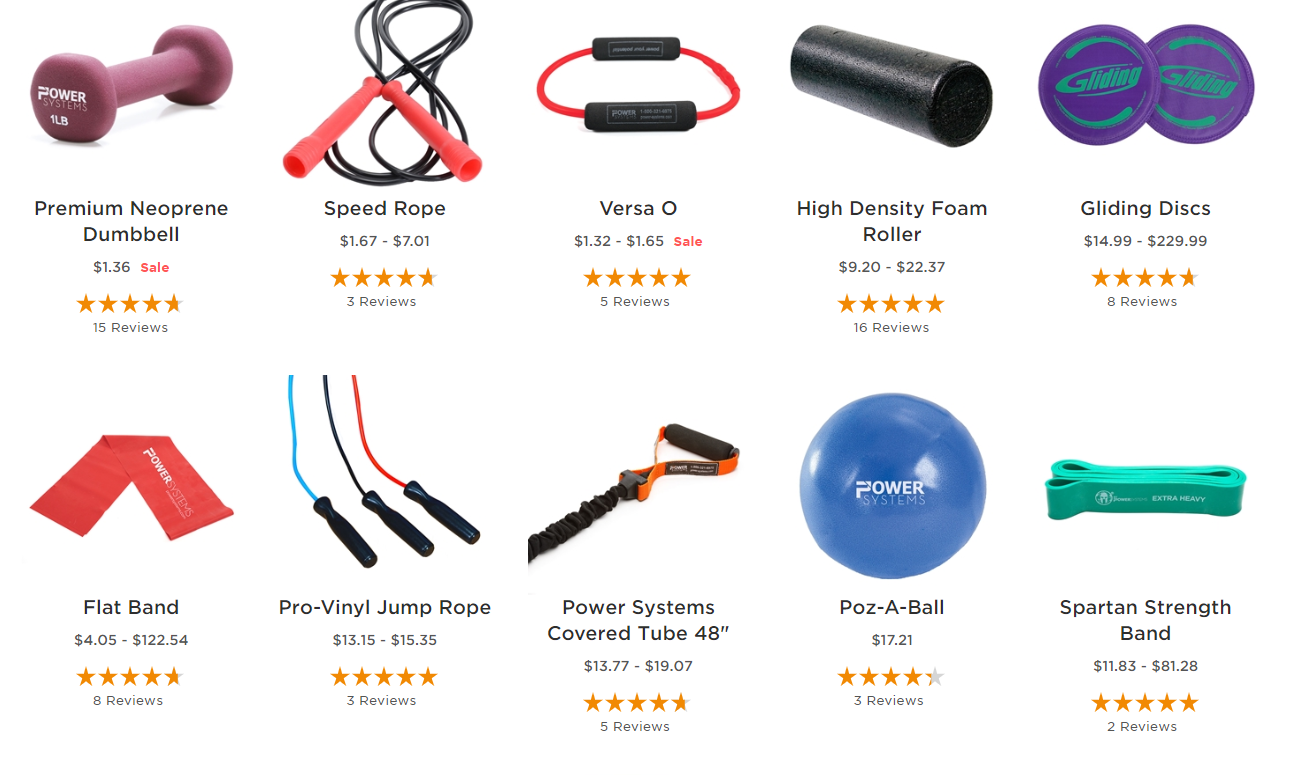 POWER
SYSTEMS
1LB
POWER
SYSTEMS
1-800-321-6975
Gliding
Gliding
Premium Neoprene
Dumbbell
$1.36 Sale
15 Reviews
Speed Rope
$1.67 - $7.01
3 Reviews
Versa O
$1.32 - $1.65 Sale
5 Reviews
High Density Foam
Roller
$9.20 - $22.37
16 Reviews
Gliding Discs
$14.99 - $229.99
8 Reviews
POWER
SYSTEMS
POWER
SYSTEMS
EXTRA HEAVY
Flat Band
$4.05 - $122.54
8 Reviews
Pro-Vinyl Jump Rope
$13.15 - $15.35
3 Reviews
Power Systems
Covered Tube 48"
$13.77 - $19.07
5 Reviews
Poz-A-Ball
$17.21
3 Reviews
Spartan Strength
Band
$11.83 - $81.28
2 Reviews